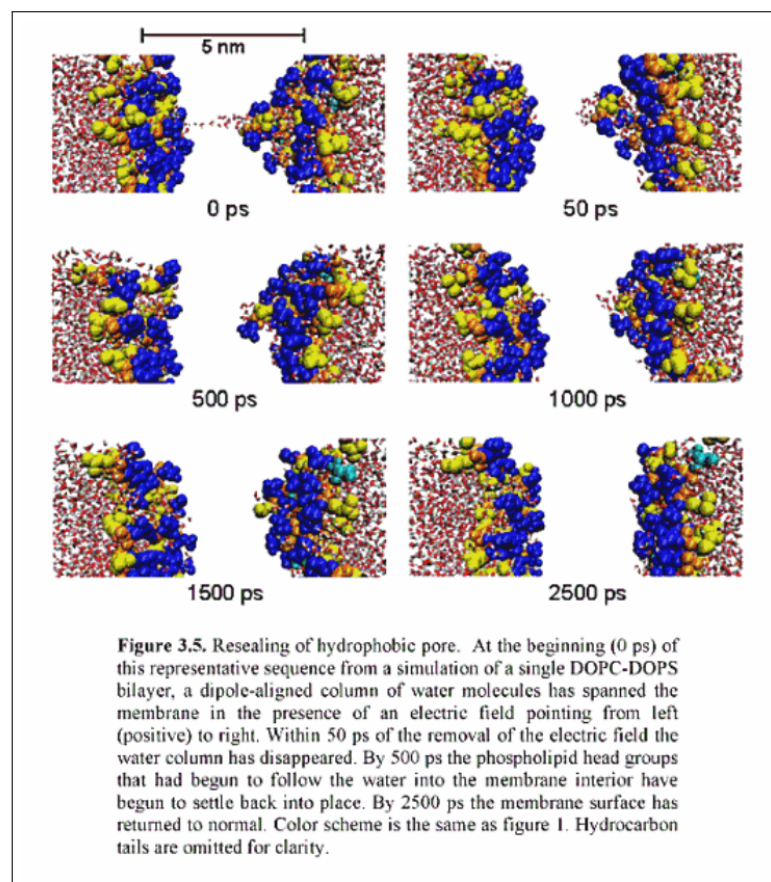 5 nm
0 ps
50 ps
500 ps
1000 ps
1500 ps
2500 ps
Figure 3.5. Resealing of hydrophobic pore. At the beginning (0 ps) of
this representative sequence from a simulation of a single DOPC-DOPS
bilayer, a dipole-aligned column of water molecules has spanned the
membrane in the presence of an electric field pointing from left
(positive) to right. Within 50 ps of the removal of the electric field the
water column has disappeared. By 500 ps the phospholipid head groups
that had begun to follow the water into the membrane interior have
begun to settle back into place. By 2500 ps the membrane surface has
returned to normal. Color scheme is the same as figure 1. Hydrocarbon
tails are omitted for clarity.